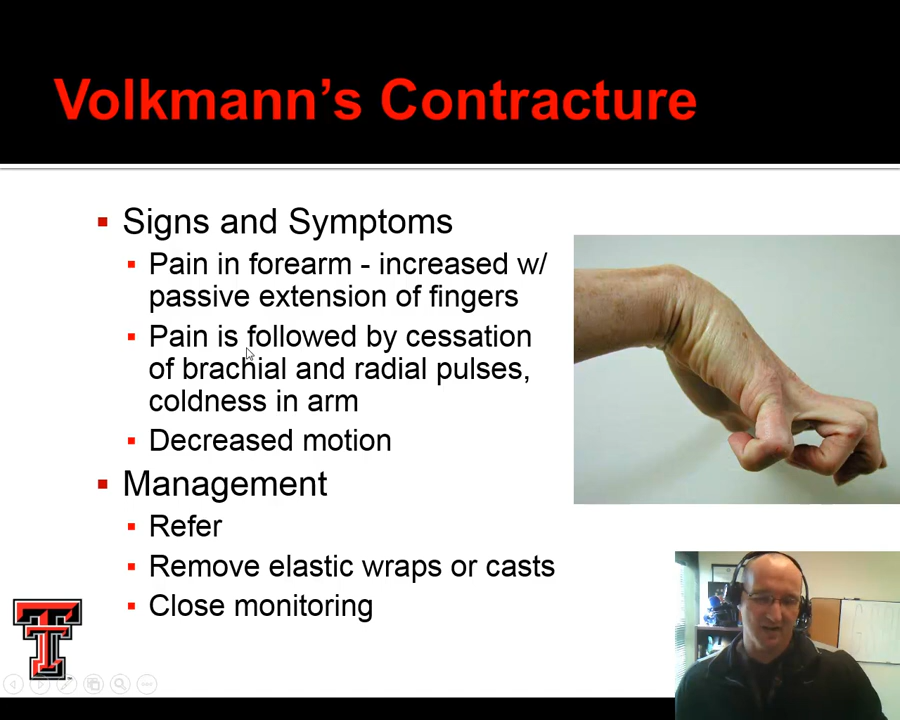 Volkmann’s Contracture
Signs and Symptoms
Pain in forearm - increased w/
passive extension of fingers
Pain is followed by cessation
of brachial and radial pulses,
coldness in arm
Decreased motion
Management
Refer
Remove elastic wraps or casts
Close monitoring